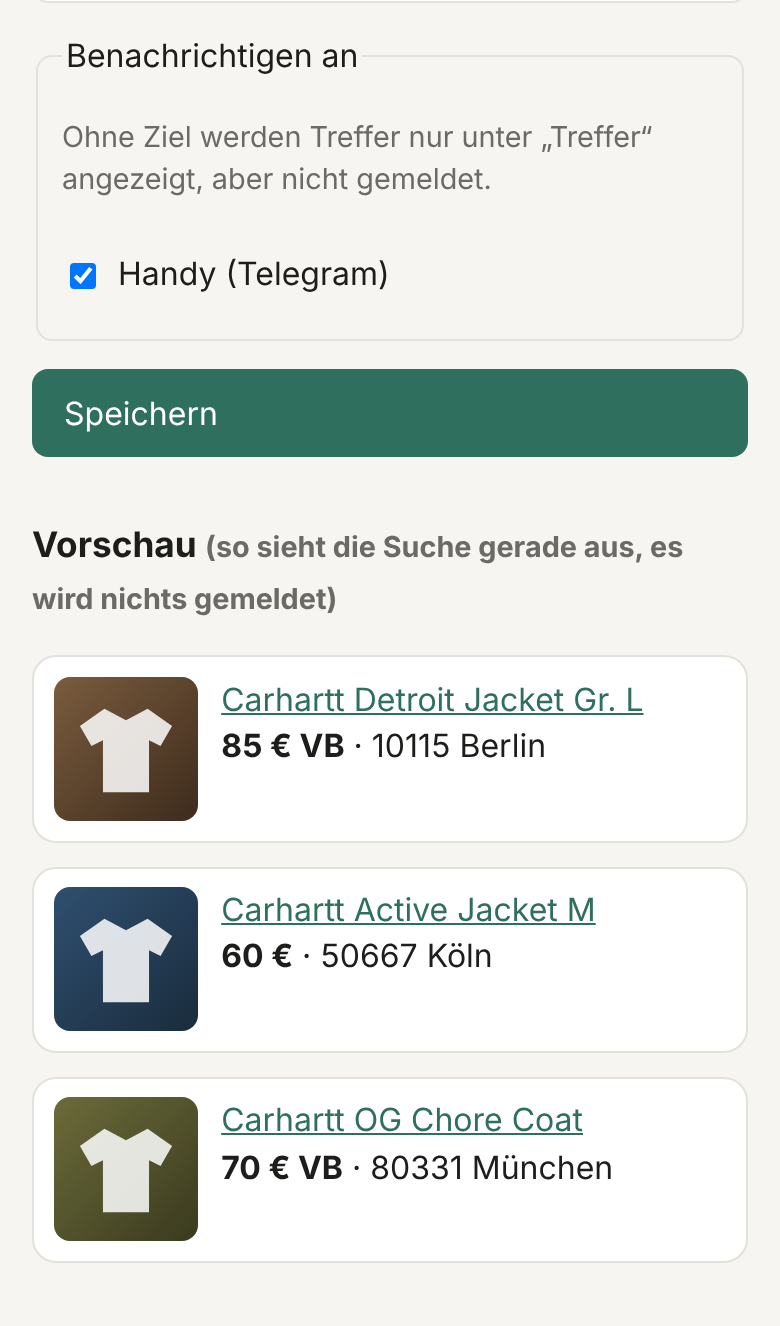 Benachrichtigen an
Ohne Ziel werden Treffer nur unter „Treffer“
angezeigt, aber nicht gemeldet.
Handy (Telegram)
Speichern
Vorschau (so sieht die Suche gerade aus, es
wird nichts gemeldet)
Carhartt Detroit Jacket Gr. L
85 € VB · 10115 Berlin
Carhartt Active Jacket M
60 € · 50667 Köln
Carhartt OG Chore Coat
70 € VB · 80331 München